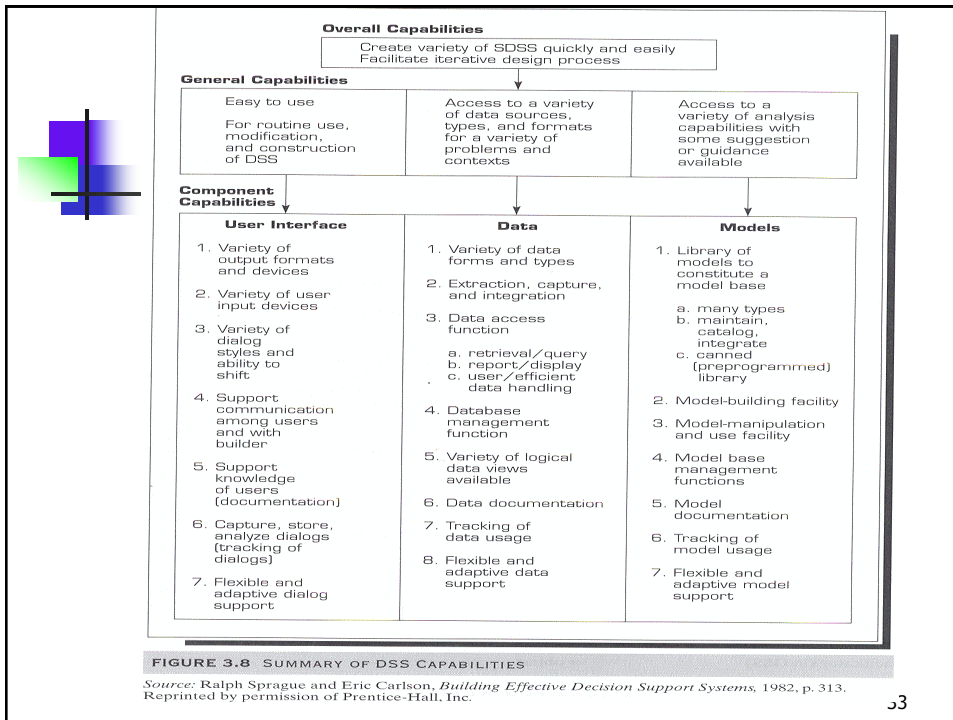 Overall Capabilities
Create variety of SDSS quickly and easily
Facilitate iterative design process
General Capabilities
Easy to use
For routine use,
modification,
and construction
of DSS
Access to a variety
of data sources,
types, and formats
for a variety of
problems and
contexts
Access to a
variety of analysis
capabilities with
some suggestion
or guidance
available
Component
Capabilities
User Interface
1. Variety of
output formats
and devices
2. Variety of user
input devices
3. Variety of
dialog
styles and
ability to
shift
4. Support
communication
among users
and with
builder
5. Support
knowledge
of users
(documentation)
6. Capture, store,
analyze dialogs
(tracking of
dialogs)
7. Flexible and
adaptive dialog
support
Data
1. Variety of data
forms and types
2. Extraction, capture,
and integration
3. Data access
function
a. retrieval/query
b. report/display
c. user/efficient
data handling
4. Database
management
function
5. Variety of logical
data views
available
6. Data documentation
7. Tracking of
data usage
8. Flexible and
adaptive data
support
Models
1. Library of
models to
constitute a
model base
a. many types
b. maintain,
catalog,
integrate
c. canned
(preprogrammed)
library
2. Model-building facility
3. Model-manipulation
and use facility
4. Model base
management
functions
5. Model
documentation
6. Tracking of
model usage
7. Flexible and
adaptive model
support
FIGURE 3.8 SUMMARY OF DSS CAPABILITIES
Source: Ralph Sprague and Eric Carlson, Building Effective Decision Support Systems, 1982, p. 313.
Reprinted by permission of Prentice-Hall, Inc.